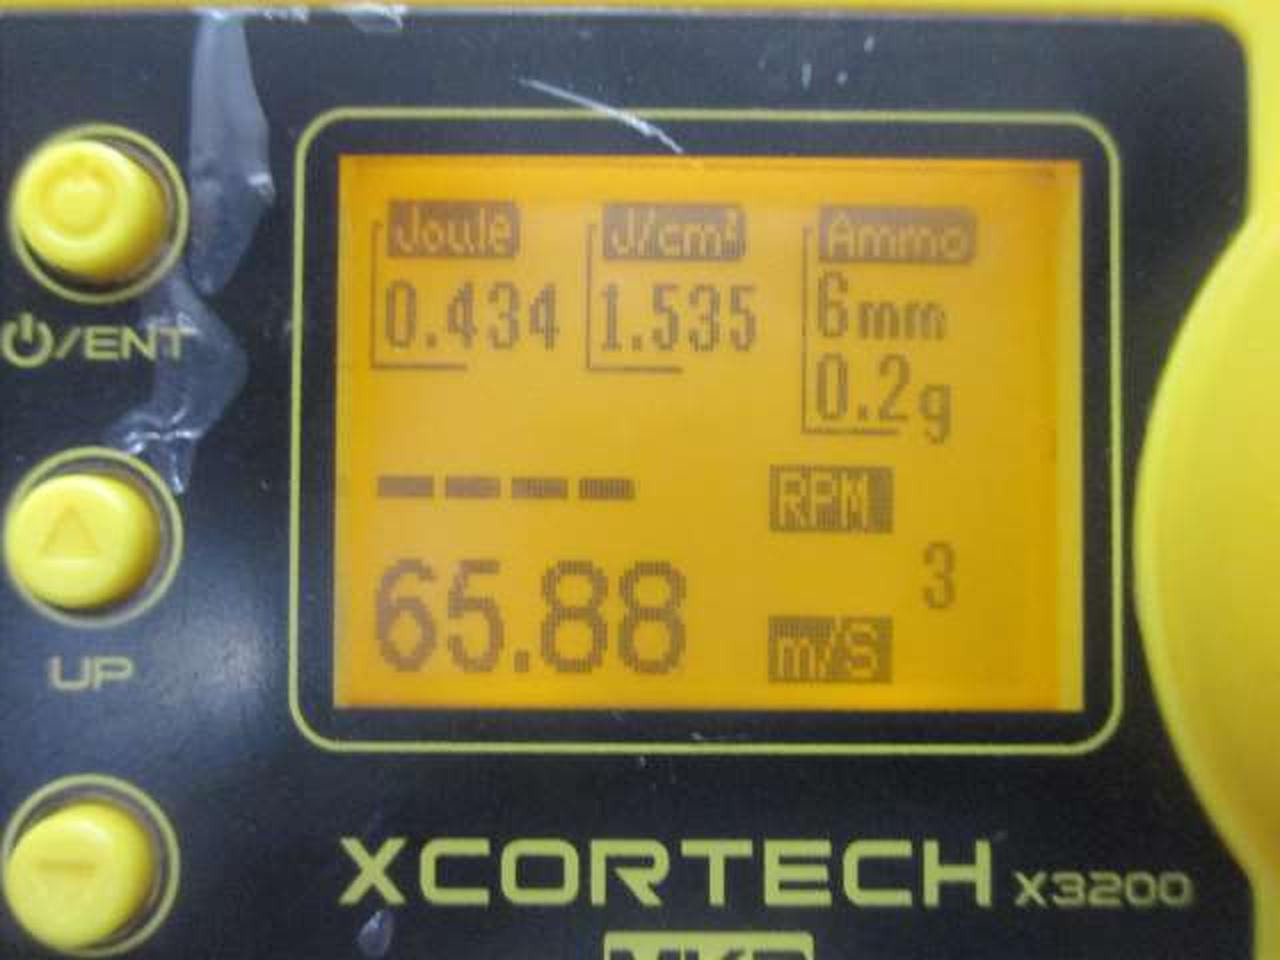 Joule J/cm² Ammo
0.434 1.535 6mm
0.2g
---- RPM
3
65.88 m/S
⏻/ENT
UP
XCORTECH X3200